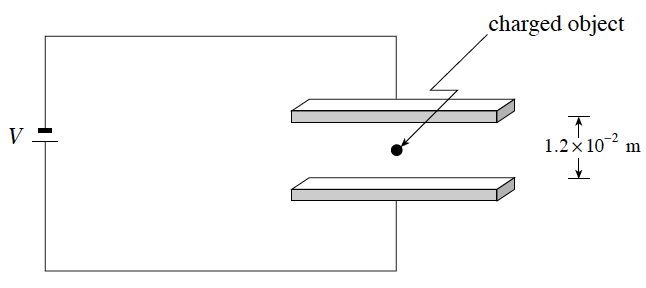 charged object
V
1.2×10⁻² m